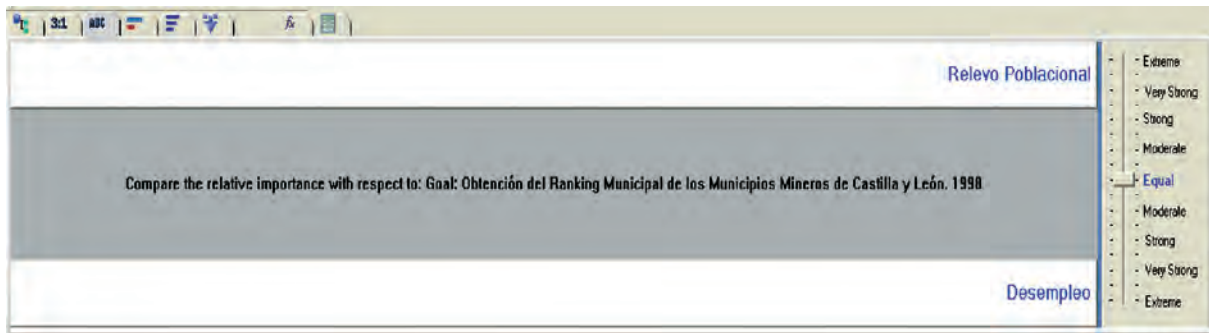 3:1
ABC
fx
Relevo Poblacional
Compare the relative importance with respect to: Goal: Obtención del Ranking Municipal de los Municipios Mineros de Castilla y León. 1998
Desempleo
Extreme
Very Strong
Strong
Moderate
Equal
Moderate
Strong
Very Strong
Extreme